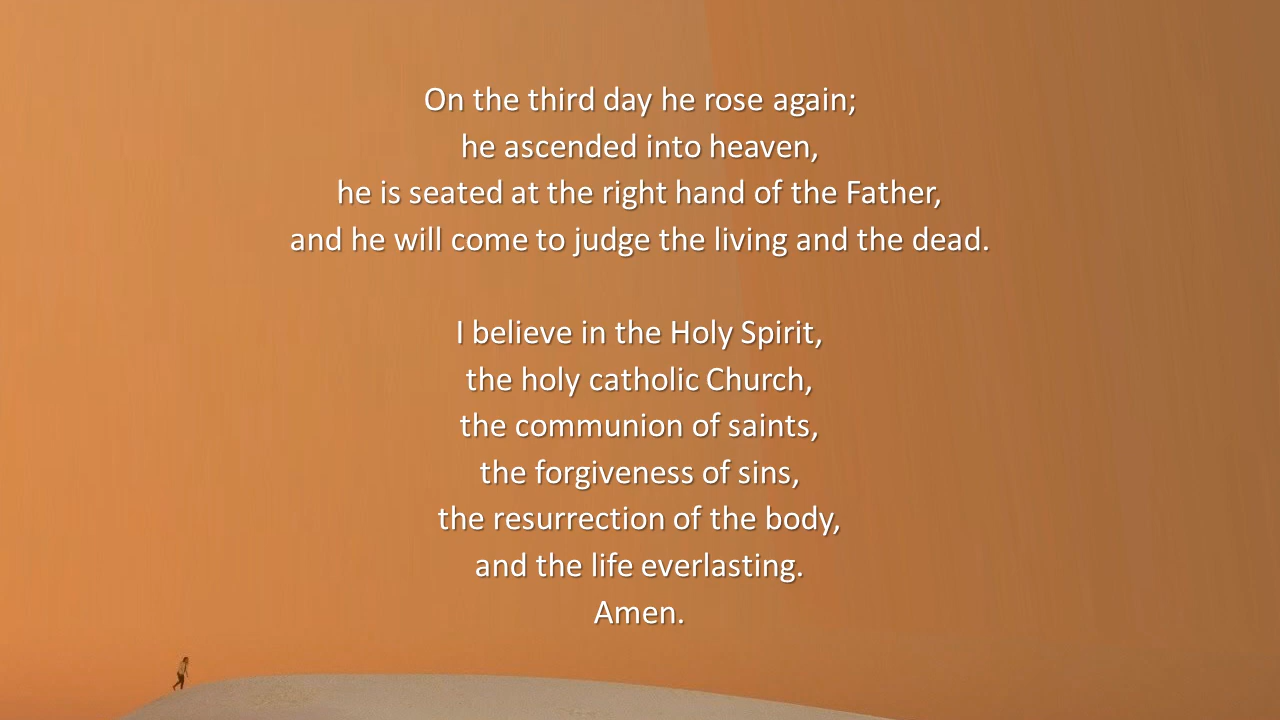 On the third day he rose again;
he ascended into heaven,
he is seated at the right hand of the Father,
and he will come to judge the living and the dead.
I believe in the Holy Spirit,
the holy catholic Church,
the communion of saints,
the forgiveness of sins,
the resurrection of the body,
and the life everlasting.
Amen.